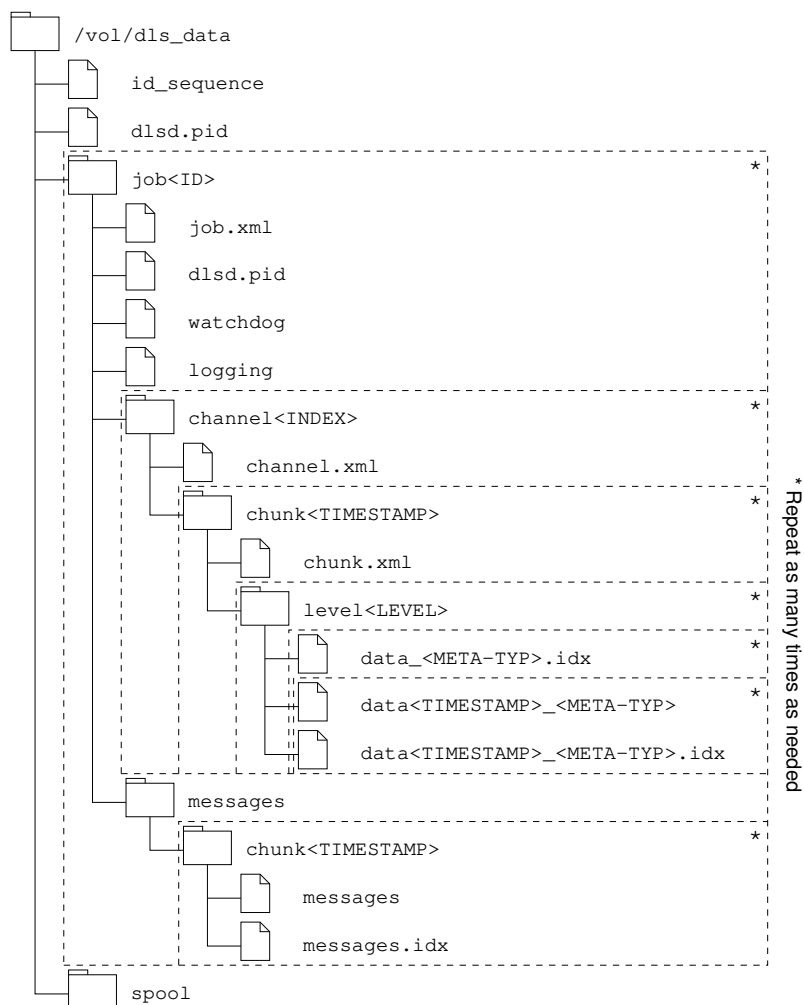 /vol/dls_data
id_sequence
dlsd.pid
job<ID>
*
job.xml
dlsd.pid
watchdog
logging
channel<INDEX>
*
channel.xml
chunk<TIMESTAMP>
*
chunk.xml
level<LEVEL>
*
data_<META-TYP>.idx
*
data<TIMESTAMP>_<META-TYP>
*
data<TIMESTAMP>_<META-TYP>.idx
messages
chunk<TIMESTAMP>
*
messages
messages.idx
spool
* Repeat as many times as needed